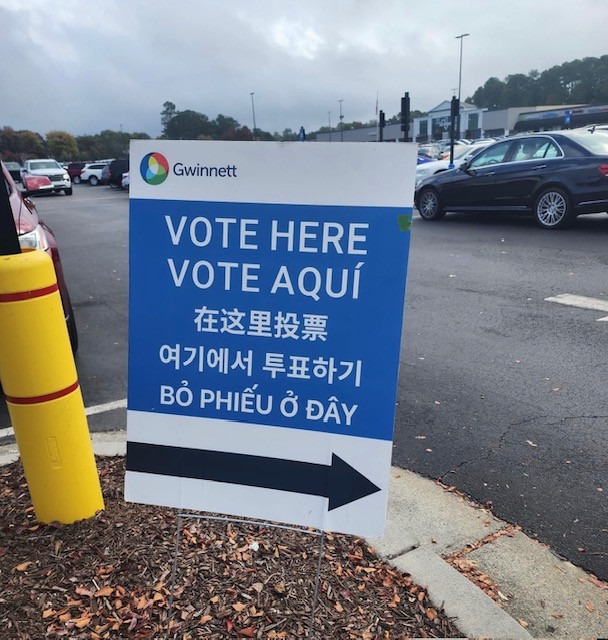 Gwinnett
VOTE HERE
VOTE AQUÍ
在这里投票
여기에서 투표하기
BỎ PHIẾU Ở ĐÂY